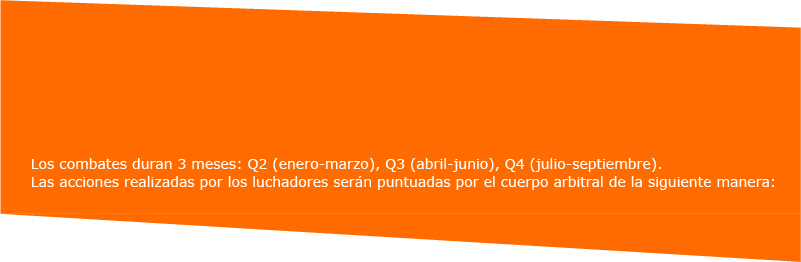 Los combates duran 3 meses: Q2 (enero-marzo), Q3 (abril-junio), Q4 (julio-septiembre).
Las acciones realizadas por los luchadores serán puntuadas por el cuerpo arbitral de la siguiente manera: